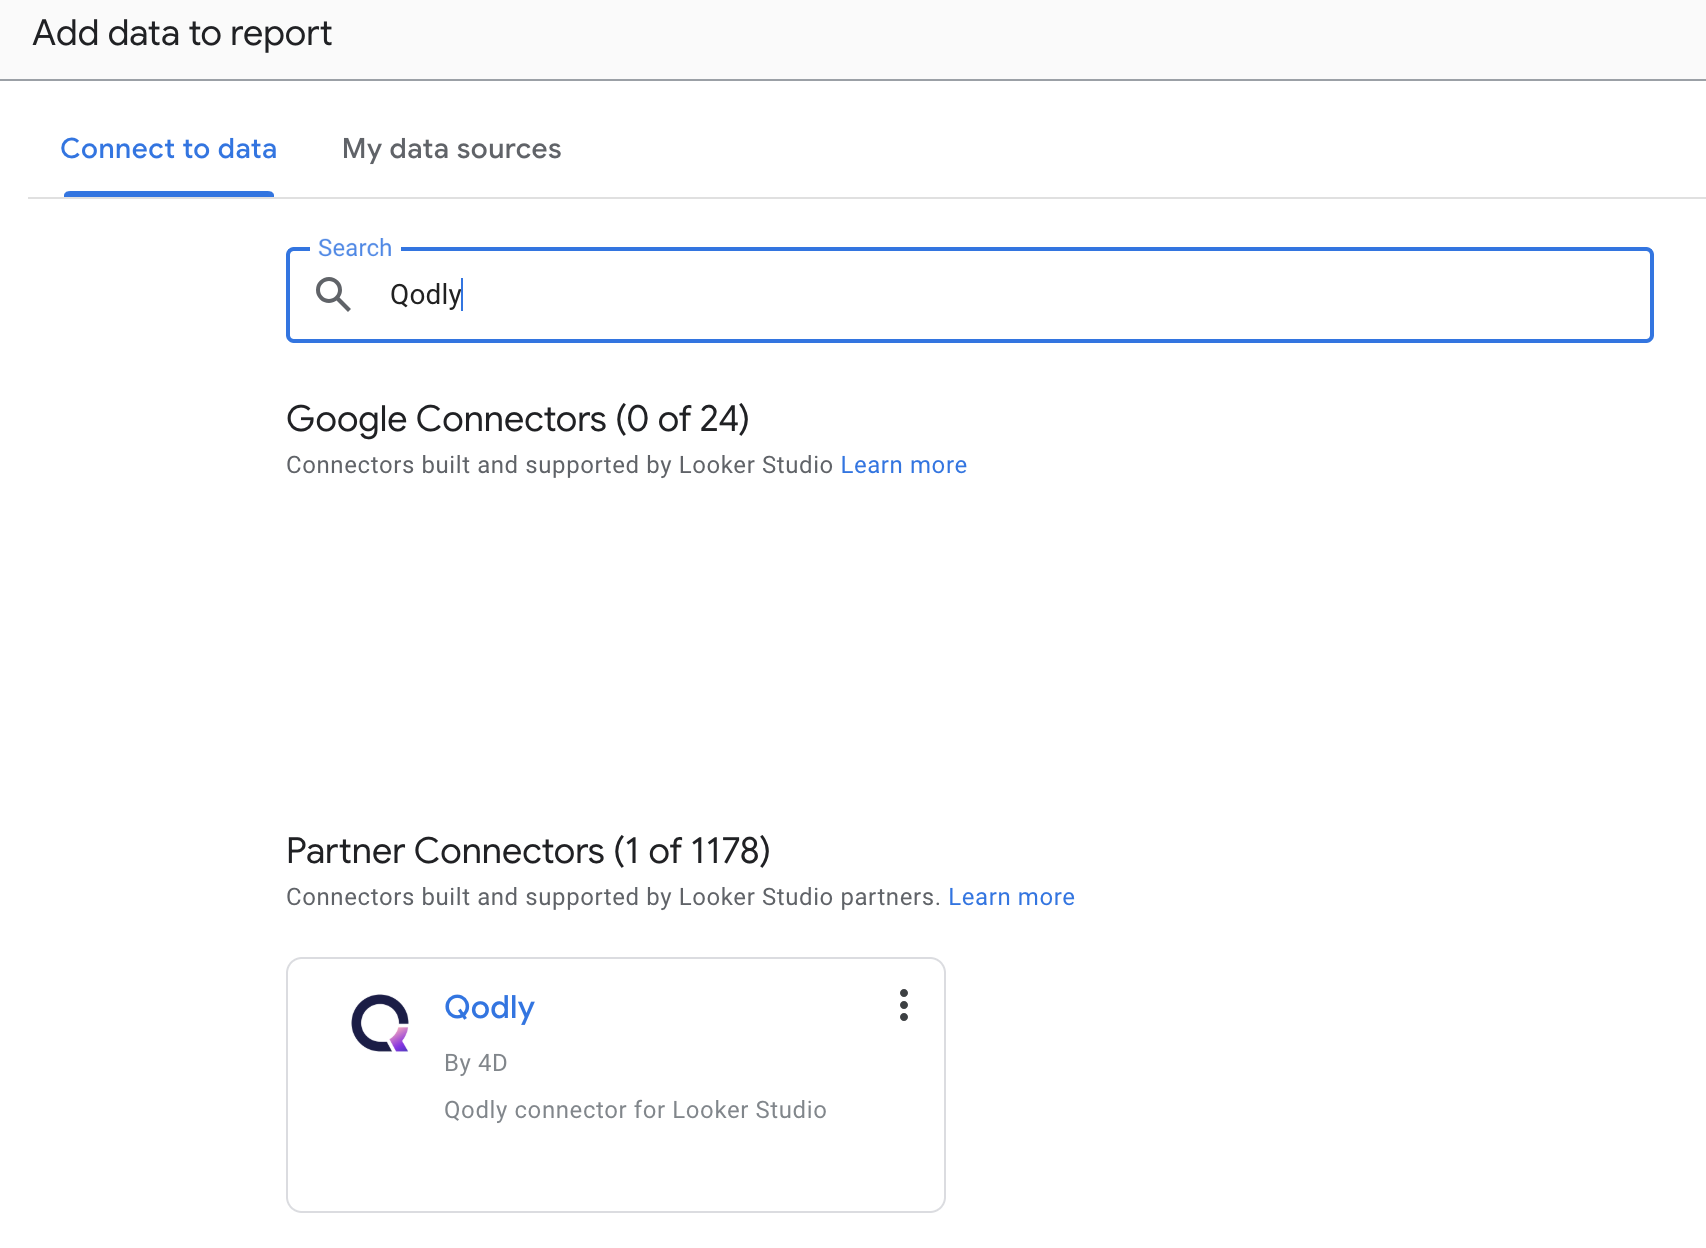 Add data to report
Connect to data
My data sources
Search
Qodly
Google Connectors (0 of 24)
Connectors built and supported by Looker Studio Learn more
Partner Connectors (1 of 1178)
Connectors built and supported by Looker Studio partners. Learn more
Qodly
By 4D
Qodly connector for Looker Studio